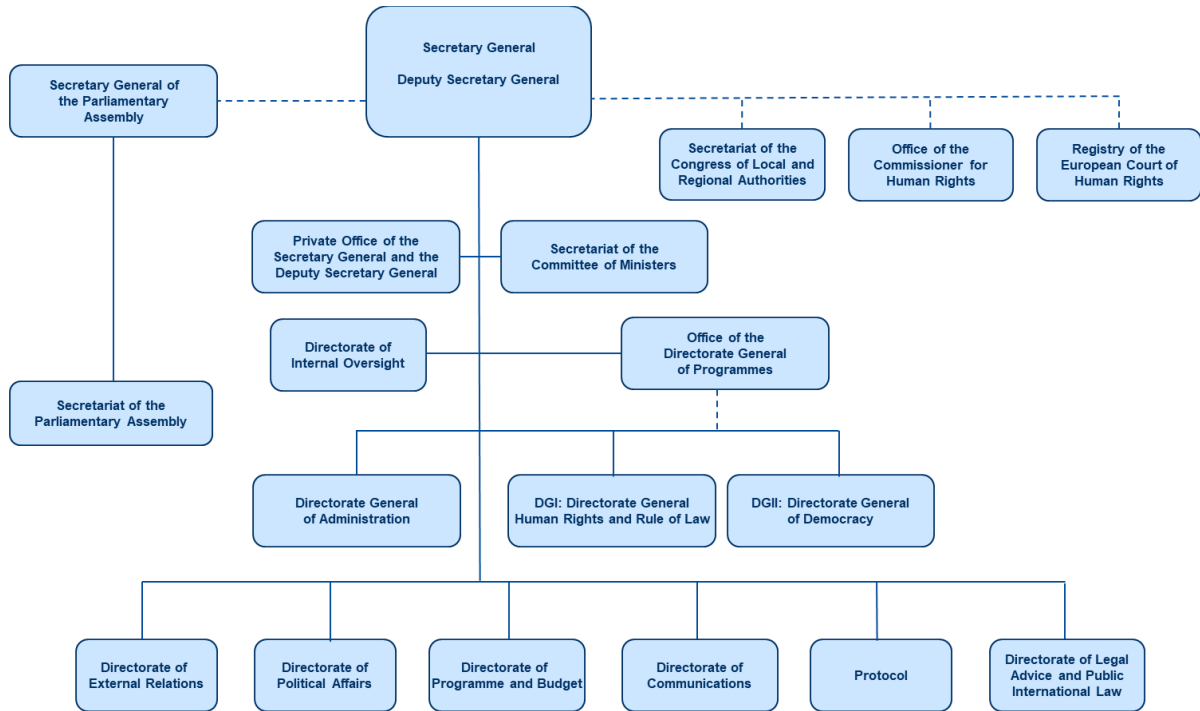 Secretary General
Deputy Secretary General
Secretary General of
the Parliamentary
Assembly
Secretariat of the
Congress of Local and
Regional Authorities
Office of the
Commissioner for
Human Rights
Registry of the
European Court of
Human Rights
Private Office of the
Secretary General and the
Deputy Secretary General
Secretariat of the
Committee of Ministers
Directorate of
Internal Oversight
Office of the
Directorate General
of Programmes
Secretariat of the
Parliamentary Assembly
Directorate General
of Administration
DGI: Directorate General
Human Rights and Rule of Law
DGII: Directorate General
of Democracy
Directorate of
External Relations
Directorate of
Political Affairs
Directorate of
Programme and Budget
Directorate of
Communications
Protocol
Directorate of Legal
Advice and Public
International Law